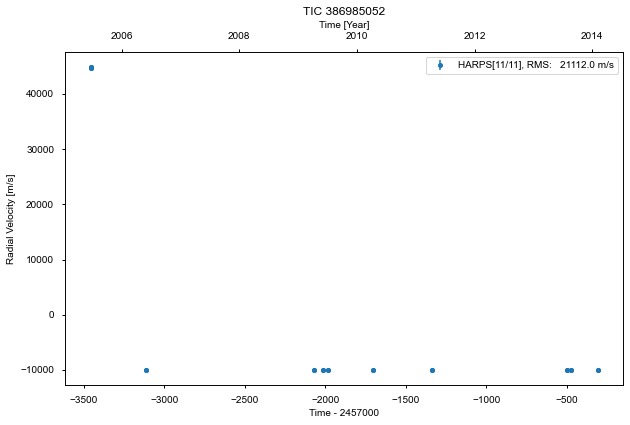 TIC 386985052
Time [Year]
2006 2008 2010 2012 2014
HARPS[11/11], RMS: 21112.0 m/s
Radial Velocity [m/s]
40000
30000
20000
10000
0
−10000
−3500 −3000 −2500 −2000 −1500 −1000 −500
Time - 2457000